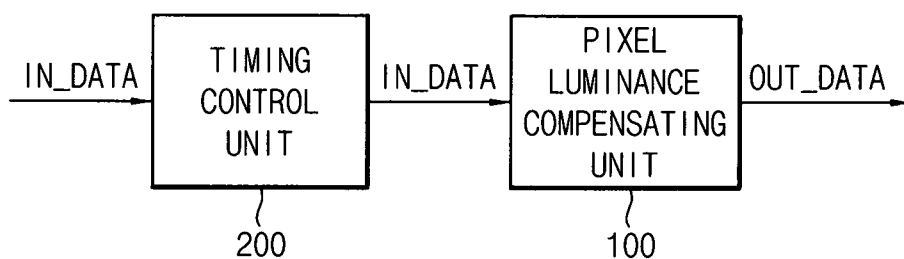 IN_DATA
TIMING
CONTROL
UNIT
IN_DATA
PIXEL
LUMINANCE
COMPENSATING
UNIT
OUT_DATA
200
100